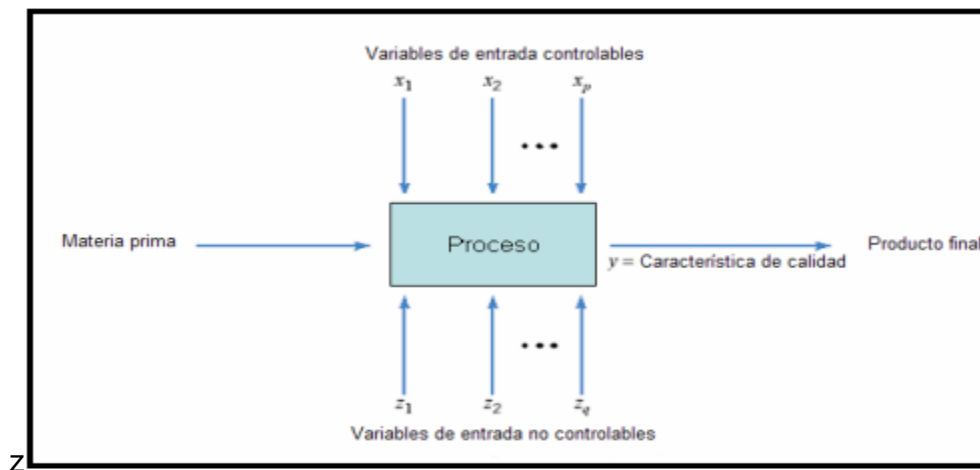 Variables de entrada controlables
x₁ x₂ xₚ
Materia prima
Proceso
y = Característica de calidad
Producto final
z₁ z₂ z_q
Variables de entrada no controlables
z